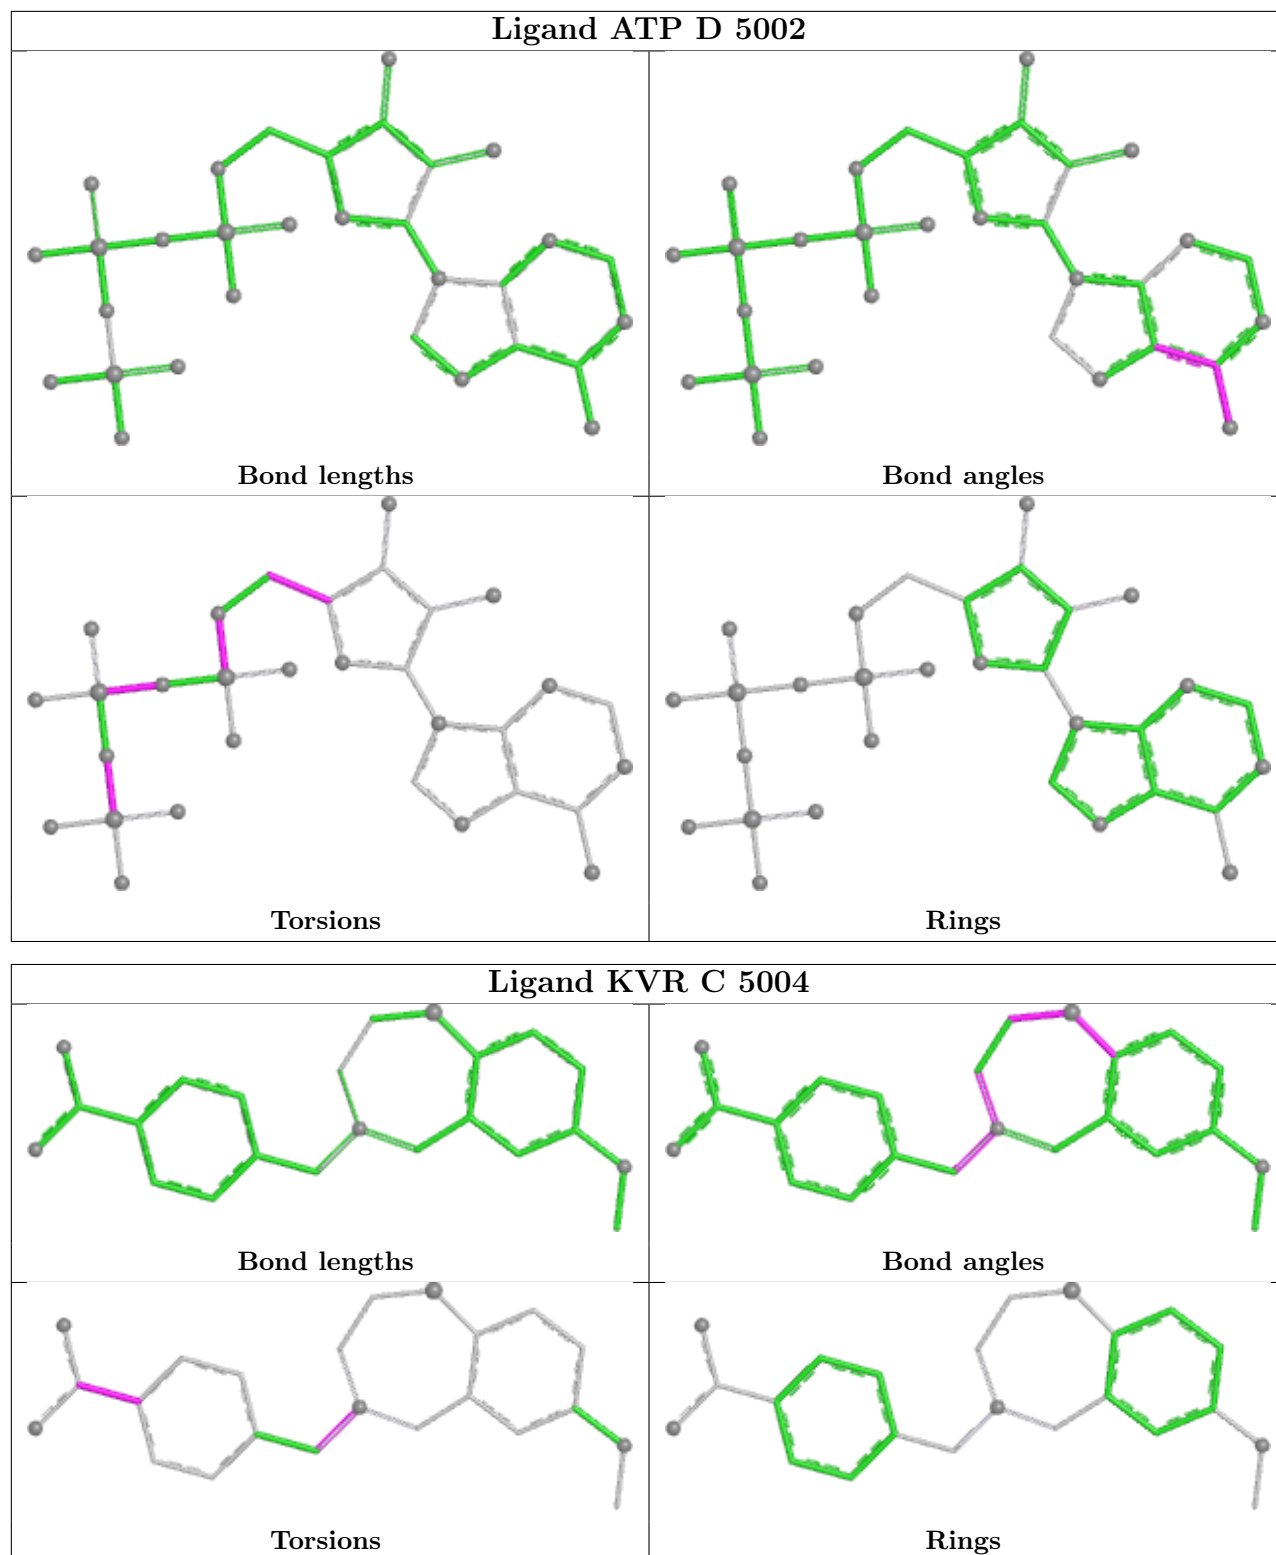 Ligand ATP D 5002
Bond lengths
Bond angles
Torsions
Rings
Ligand KVR C 5004
Bond lengths
Bond angles
Torsions
Rings